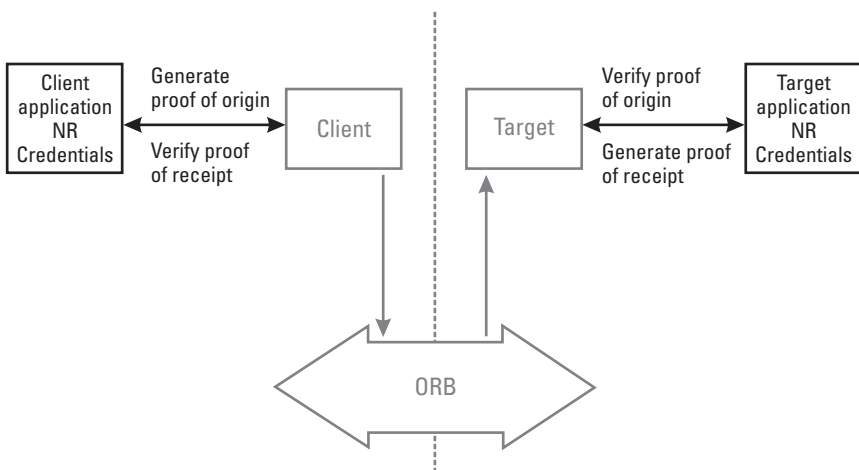 Client
application
NR
Credentials
Generate
proof of origin
Verify proof
of receipt
Client
Target
Verify proof
of origin
Generate proof
of receipt
Target
application
NR
Credentials
ORB